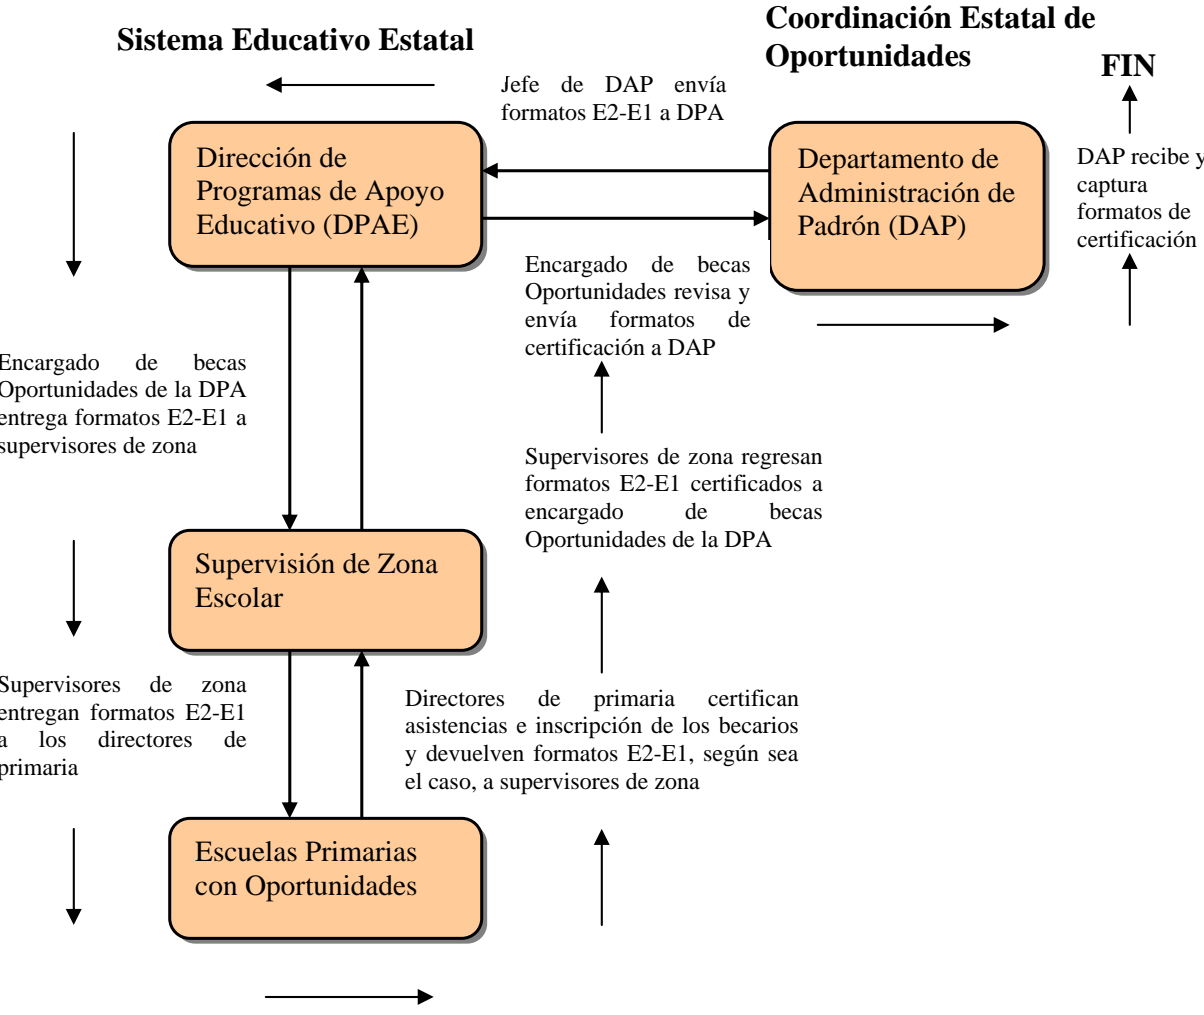 Sistema Educativo Estatal
Coordinación Estatal de
Oportunidades
FIN
Jefe de DAP envía
formatos E2-E1 a DPA
Dirección de
Programas de Apoyo
Educativo (DPAE)
Departamento de
Administración de
Padrón (DAP)
DAP recibe y
captura
formatos de
certificación
Encargado de becas
Oportunidades revisa y
envía formatos de
certificación a DAP
Encargado de becas
Oportunidades de la DPA
entrega formatos E2-E1 a
supervisores de zona
Supervisores de zona regresan
formatos E2-E1 certificados a
encargado de becas
Oportunidades de la DPA
Supervisión de Zona
Escolar
Supervisores de zona
entregan formatos E2-E1
a los directores de
primaria
Directores de primaria certifican
asistencias e inscripción de los becarios
y devuelven formatos E2-E1, según sea
el caso, a supervisores de zona
Escuelas Primarias
con Oportunidades